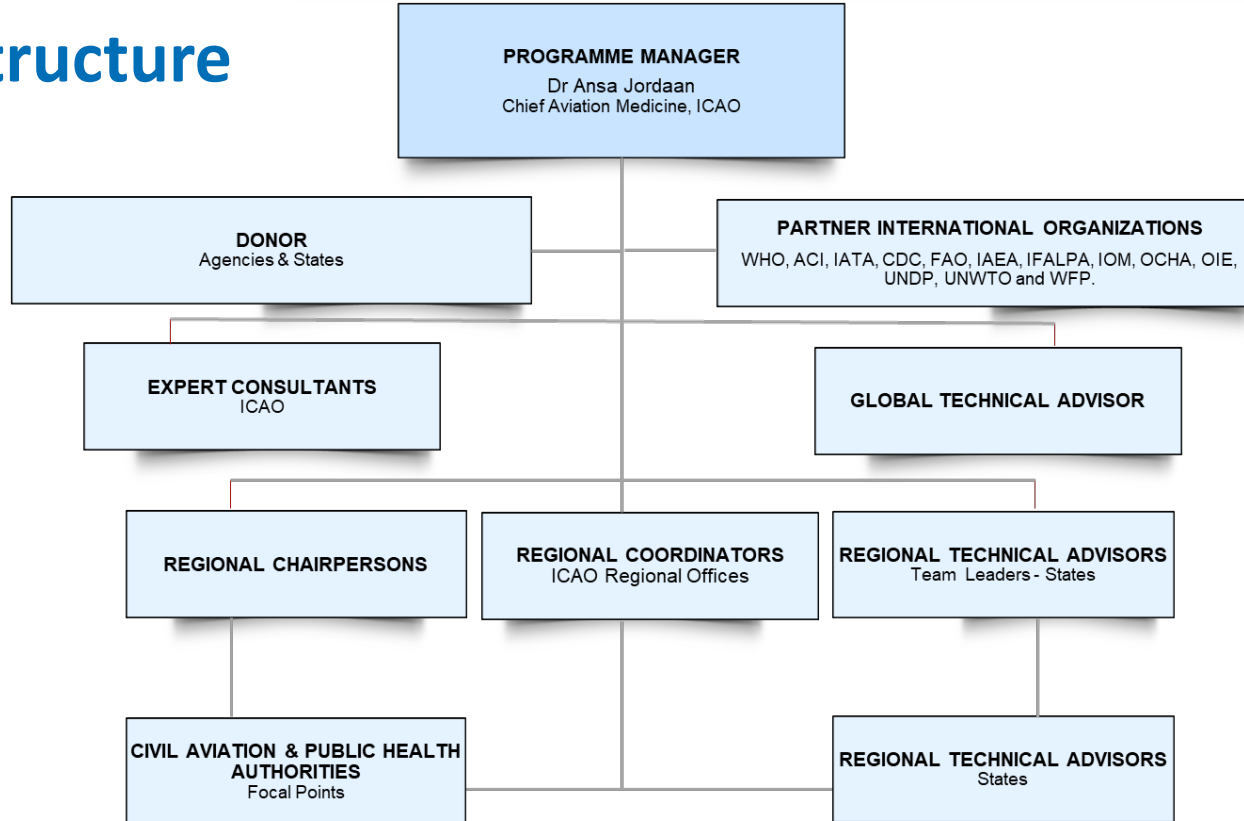 tructure
PROGRAMME MANAGER
Dr Ansa Jordaan
Chief Aviation Medicine, ICAO
DONOR
Agencies & States
PARTNER INTERNATIONAL ORGANIZATIONS
WHO, ACI, IATA, CDC, FAO, IAEA, IFALPA, IOM, OCHA, OIE,
UNDP, UNWTO and WFP.
EXPERT CONSULTANTS
ICAO
GLOBAL TECHNICAL ADVISOR
REGIONAL CHAIRPERSONS
REGIONAL COORDINATORS
ICAO Regional Offices
REGIONAL TECHNICAL ADVISORS
Team Leaders - States
CIVIL AVIATION & PUBLIC HEALTH
AUTHORITIES
Focal Points
REGIONAL TECHNICAL ADVISORS
States